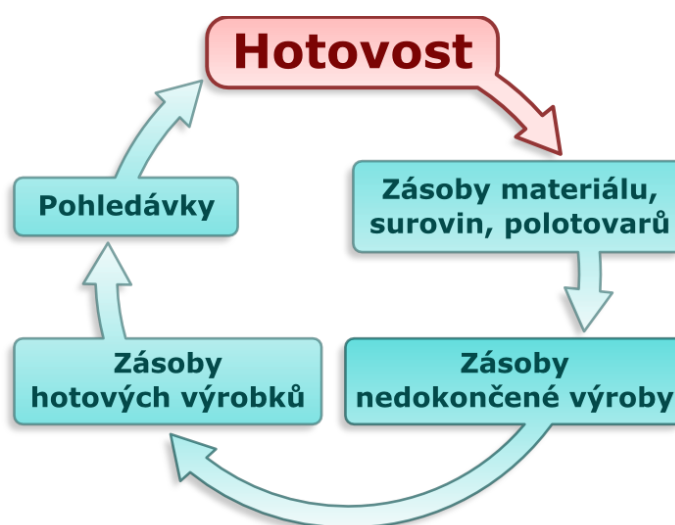 Hotovost
Zásoby materiálu,
surovin, polotovarů
Zásoby
nedokončené výroby
Zásoby
hotových výrobků
Pohledávky